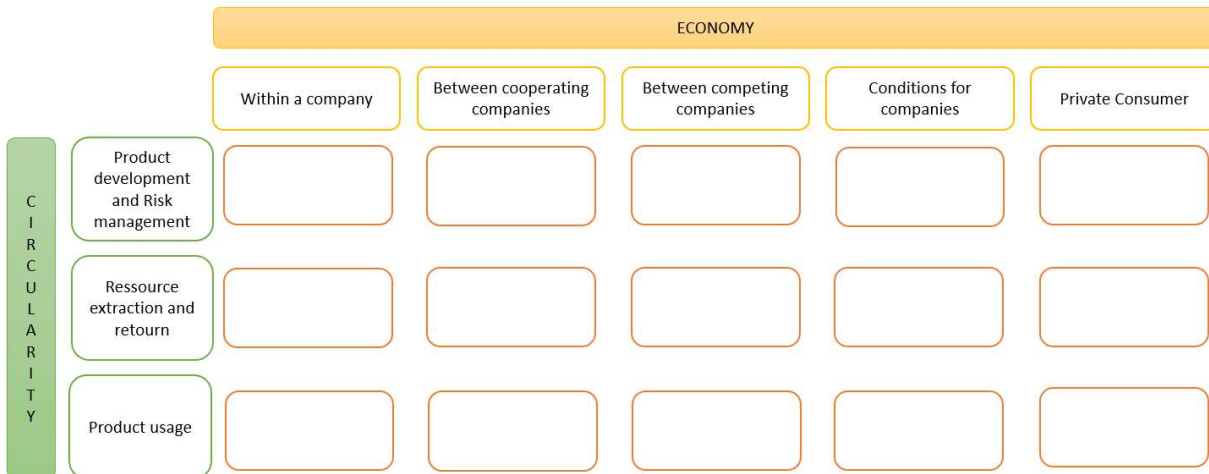 ECONOMY
Within a company
Between cooperating
companies
Between competing
companies
Conditions for
companies
Private Consumer
CIRCULARITY
Product
development
and Risk
management
Ressource
extraction and
retourn
Product usage